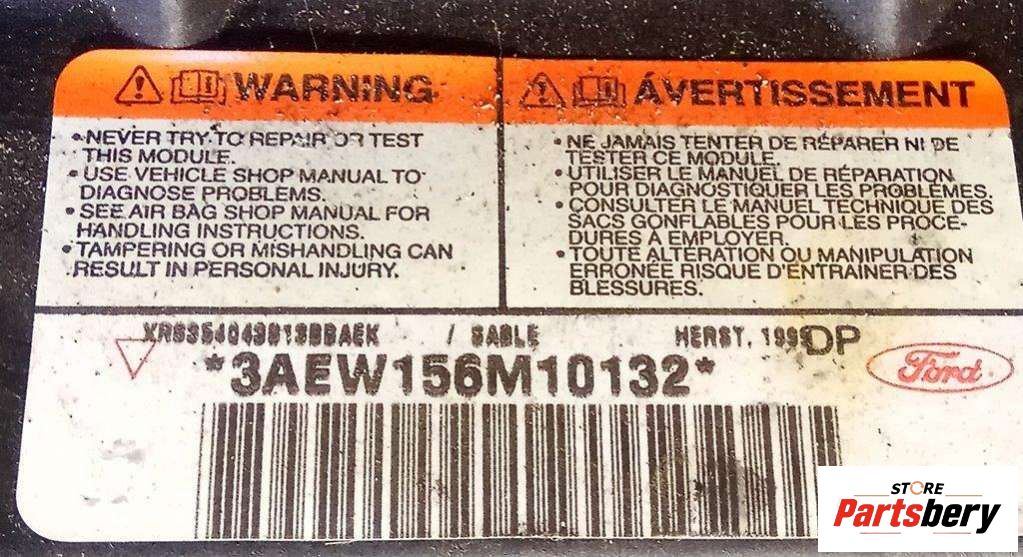 WARNING
•NEVER TRY TO REPAIR OR TEST
THIS MODULE.
•USE VEHICLE SHOP MANUAL TO
DIAGNOSE PROBLEMS.
•SEE AIR BAG SHOP MANUAL FOR
HANDLING INSTRUCTIONS.
•TAMPERING OR MISHANDLING CAN
RESULT IN PERSONAL INJURY.
ÁVERTISSEMENT
•NE JAMAIS TENTER DE RÉPARER NI DE
TESTER CE MODULE.
•UTILISER LE MANUEL DE RÉPARATION
POUR DIAGNOSTIQUER LES PROBLÈMES.
•CONSULTER LE MANUEL TECHNIQUE DES
SACS GONFLABLES POUR LES PROCÉ-
DURES À EMPLOYER.
•TOUTE ALTERATION OU MANIPULATION
ERRONÉE RISQUE D'ENTRAINER DES
BLESSURES.
/ SABLE HERST. DP
*3AEW156M10132*
Ford
STORE
Partsbery